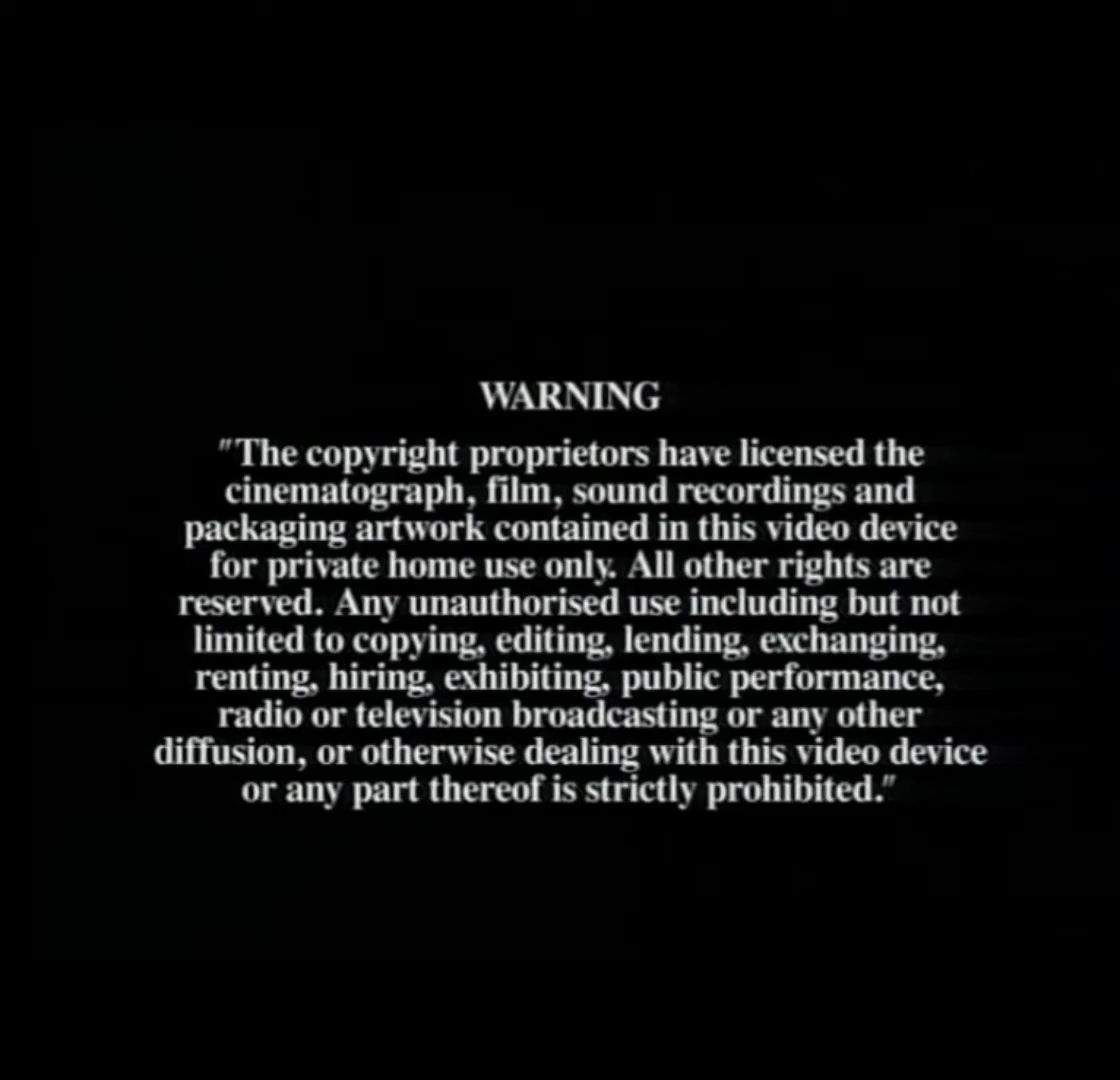 WARNING
"The copyright proprietors have licensed the
cinematograph, film, sound recordings and
packaging artwork contained in this video device
for private home use only. All other rights are
reserved. Any unauthorised use including but not
limited to copying, editing, lending, exchanging,
renting, hiring, exhibiting, public performance,
radio or television broadcasting or any other
diffusion, or otherwise dealing with this video device
or any part thereof is strictly prohibited."